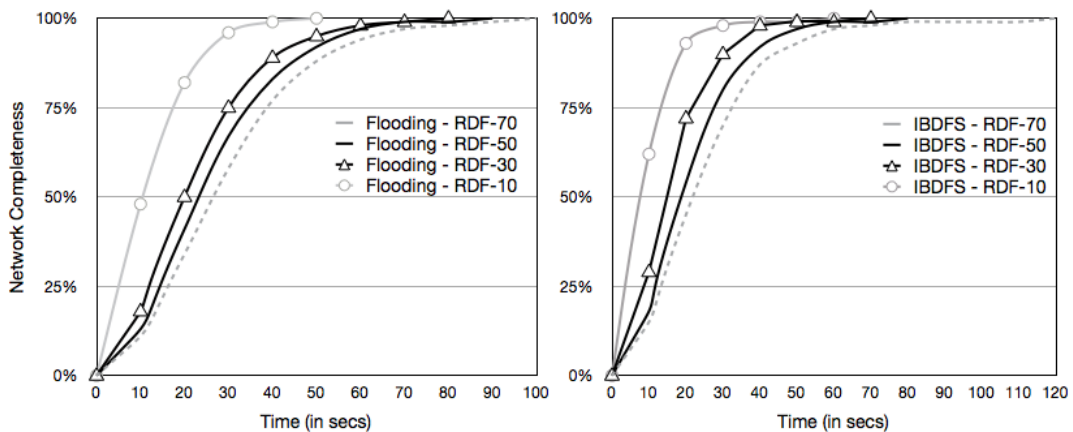 Network Completeness
100%
75%
50%
25%
0%
Flooding - RDF-70
Flooding - RDF-50
Flooding - RDF-30
Flooding - RDF-10
0 10 20 30 40 50 60 70 80 90 100
Time (in secs)
100%
75%
50%
25%
0%
IBDFS - RDF-70
IBDFS - RDF-50
IBDFS - RDF-30
IBDFS - RDF-10
0 10 20 30 40 50 60 70 80 90 100 110 120
Time (in secs)